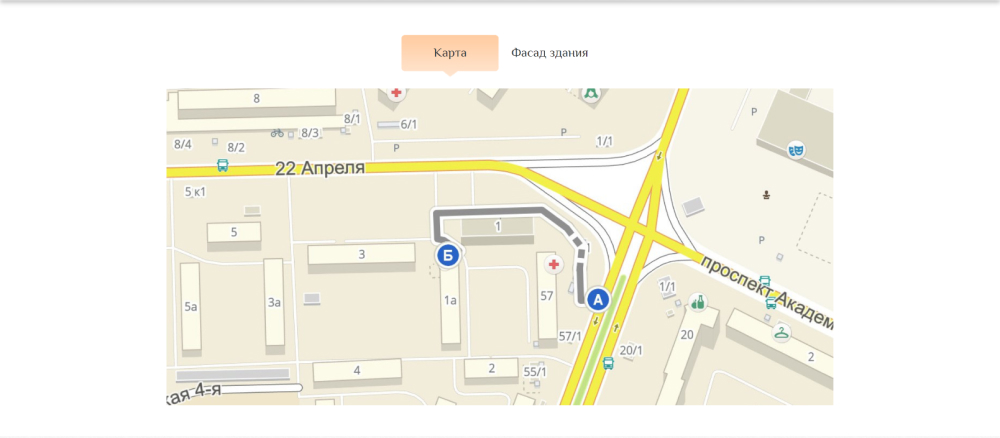 Карта
Фасад здания
8
8/1
6/1
8/3
8/4
8/2
P
P
1/1
P
22 Апреля
5 к1
5
3
1
1
P
Б
А
проспект Академ
5а
3а
1а
57
57/1
1/1
20
20/1
2
4
2
55/1
кая 4-я